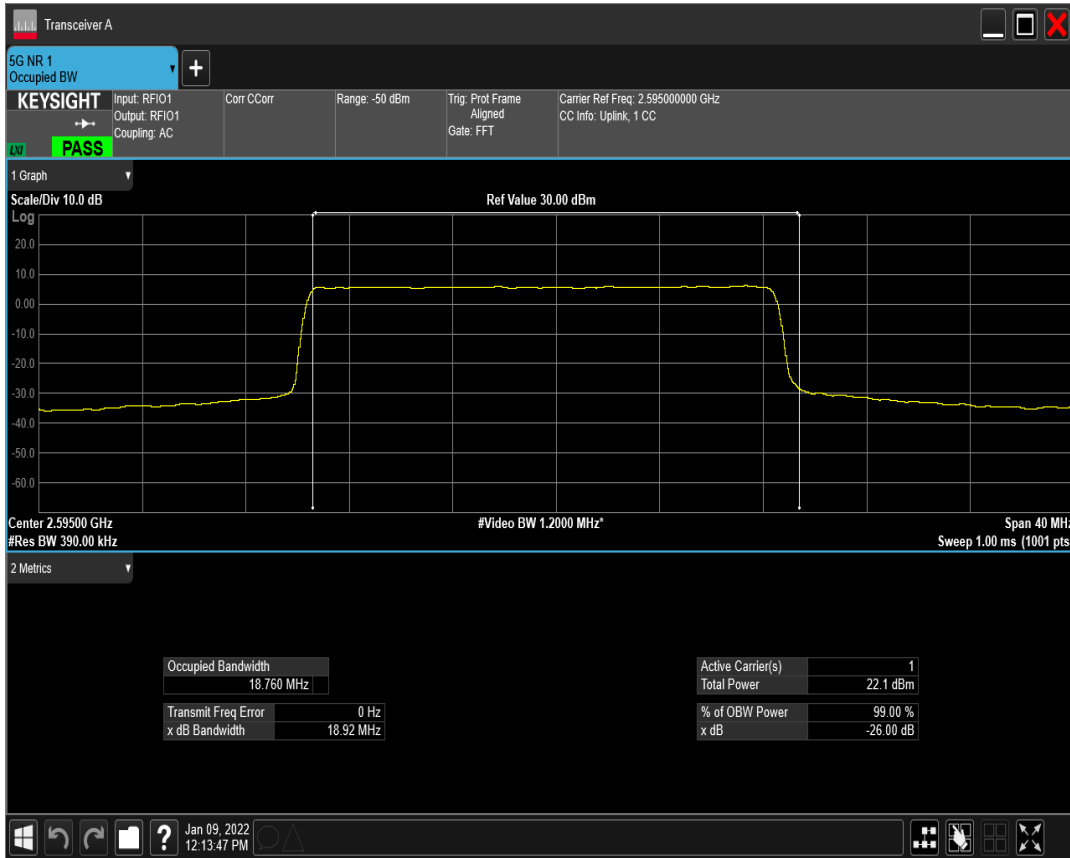 Transceiver A
5G NR 1
Occupied BW
KEYSIGHT
LXI
PASS
Input: RFIO1
Output: RFIO1
Coupling: AC
Corr CCorr
Range: -50 dBm
Trig: Prot Frame
Aligned
Gate: FFT
Carrier Ref Freq: 2.595000000 GHz
CC Info: Uplink, 1 CC
1 Graph
Scale/Div 10.0 dB
Ref Value 30.00 dBm
Log
20.0
10.0
0.00
-10.0
-20.0
-30.0
-40.0
-50.0
-60.0
Center 2.59500 GHz
#Video BW 1.2000 MHz*
Span 40 MHz
#Res BW 390.00 kHz
Sweep 1.00 ms (1001 pts
2 Metrics
Occupied Bandwidth
18.760 MHz
Transmit Freq Error 0 Hz
x dB Bandwidth 18.92 MHz
Active Carrier(s) 1
Total Power 22.1 dBm
% of OBW Power 99.00 %
x dB -26.00 dB
Jan 09, 2022
12:13:47 PM